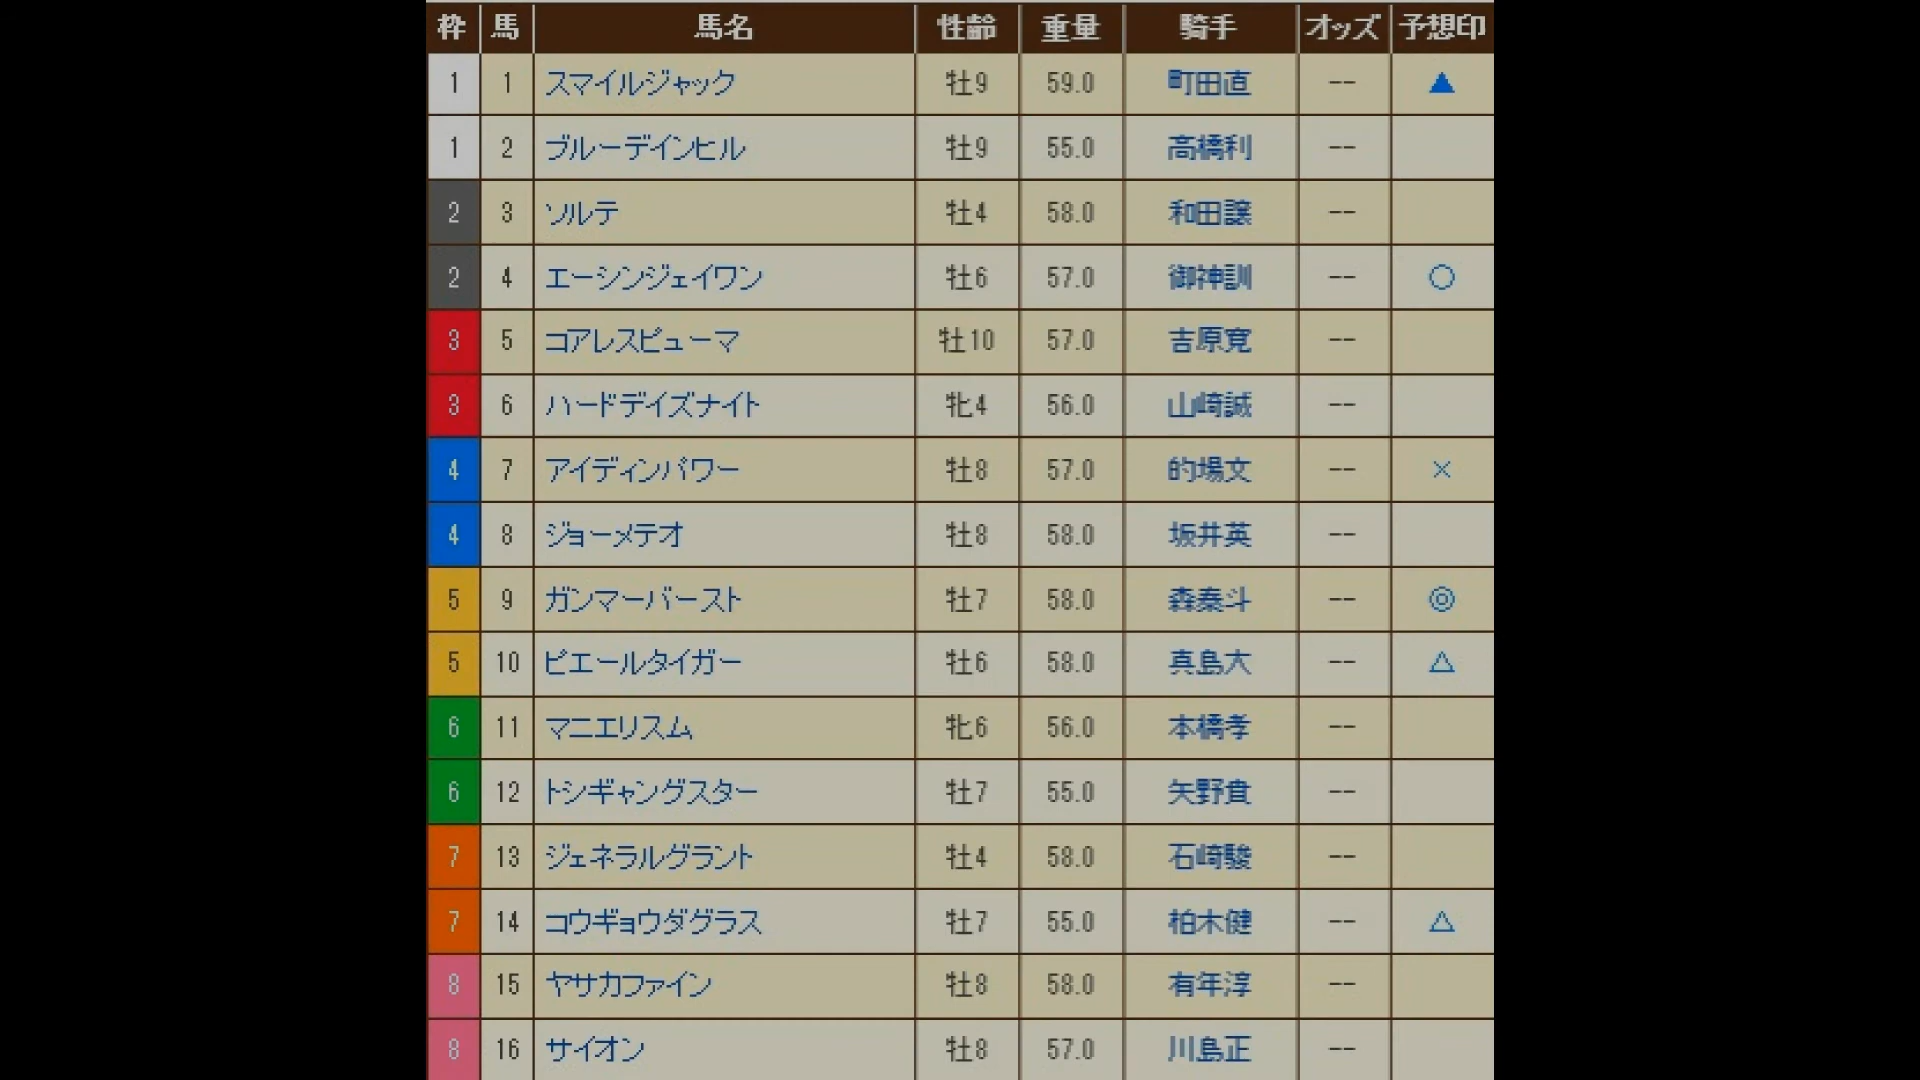 枠 馬 馬名 性齢 重量 騎手 オッズ 予想印
1 1 スマイルジャック 牡9 59.0 町田直 -- ▲
1 2 ブルーデインヒル 牡9 55.0 高橋利 --
2 3 ソルテ 牡4 58.0 和田譲 --
2 4 エーシンジェイワン 牡6 57.0 御神訓 -- ○
3 5 コアレスピューマ 牡10 57.0 吉原寛 --
3 6 ハードデイズナイト 牝4 56.0 山崎誠 --
4 7 アイディンパワー 牡8 57.0 的場文 -- ×
4 8 ジョーメテオ 牡8 58.0 坂井英 --
5 9 ガンマーバースト 牡7 58.0 森泰斗 -- ◎
5 10 ピエールタイガー 牡6 58.0 真島大 -- △
6 11 マニエリスム 牝6 56.0 本橋孝 --
6 12 トシギャングスター 牡7 55.0 矢野貴 --
7 13 ジェネラルグラント 牡4 58.0 石崎駿 --
7 14 コウギョウダグラス 牡7 55.0 柏木健 -- △
8 15 ヤサカファイン 牡8 58.0 有年淳 --
8 16 サイオン 牡8 57.0 川島正 --